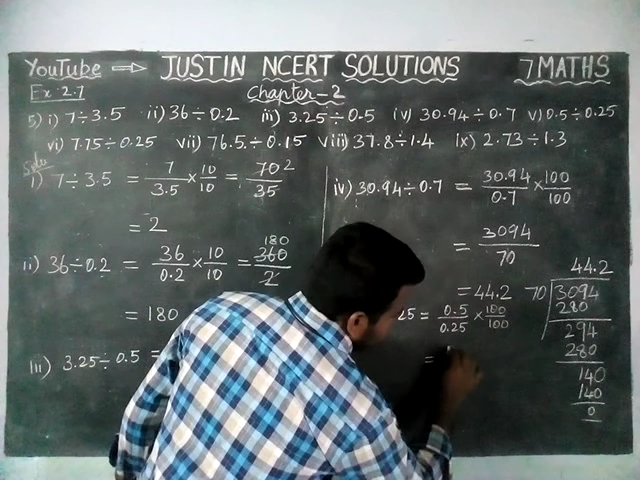 YouTube → JUSTIN NCERT SOLUTIONS 7 MATHS
Ex: 2.7 Chapter-2
5) i) 7÷3.5 ii) 36÷0.2 iii) 3.25÷0.5 iv) 30.94÷0.7 v) 0.5÷0.25
vi) 7.75÷0.25 vii) 76.5÷0.15 viii) 37.8÷1.4 ix) 2.73÷1.3
Soln
i) 7÷3.5 = 7/3.5 × 10/10 = 70/35 2
= 2
ii) 36÷0.2 = 36/0.2 × 10/10 = 360/2 180
= 180
iii) 3.25÷0.5 =
iv) 30.94÷0.7 = 30.94/0.7 × 100/100
= 3094/70
= 44.2
25 = 0.5/0.25 × 100/100
=
44.2
70 3094
280
294
280
140
140
0